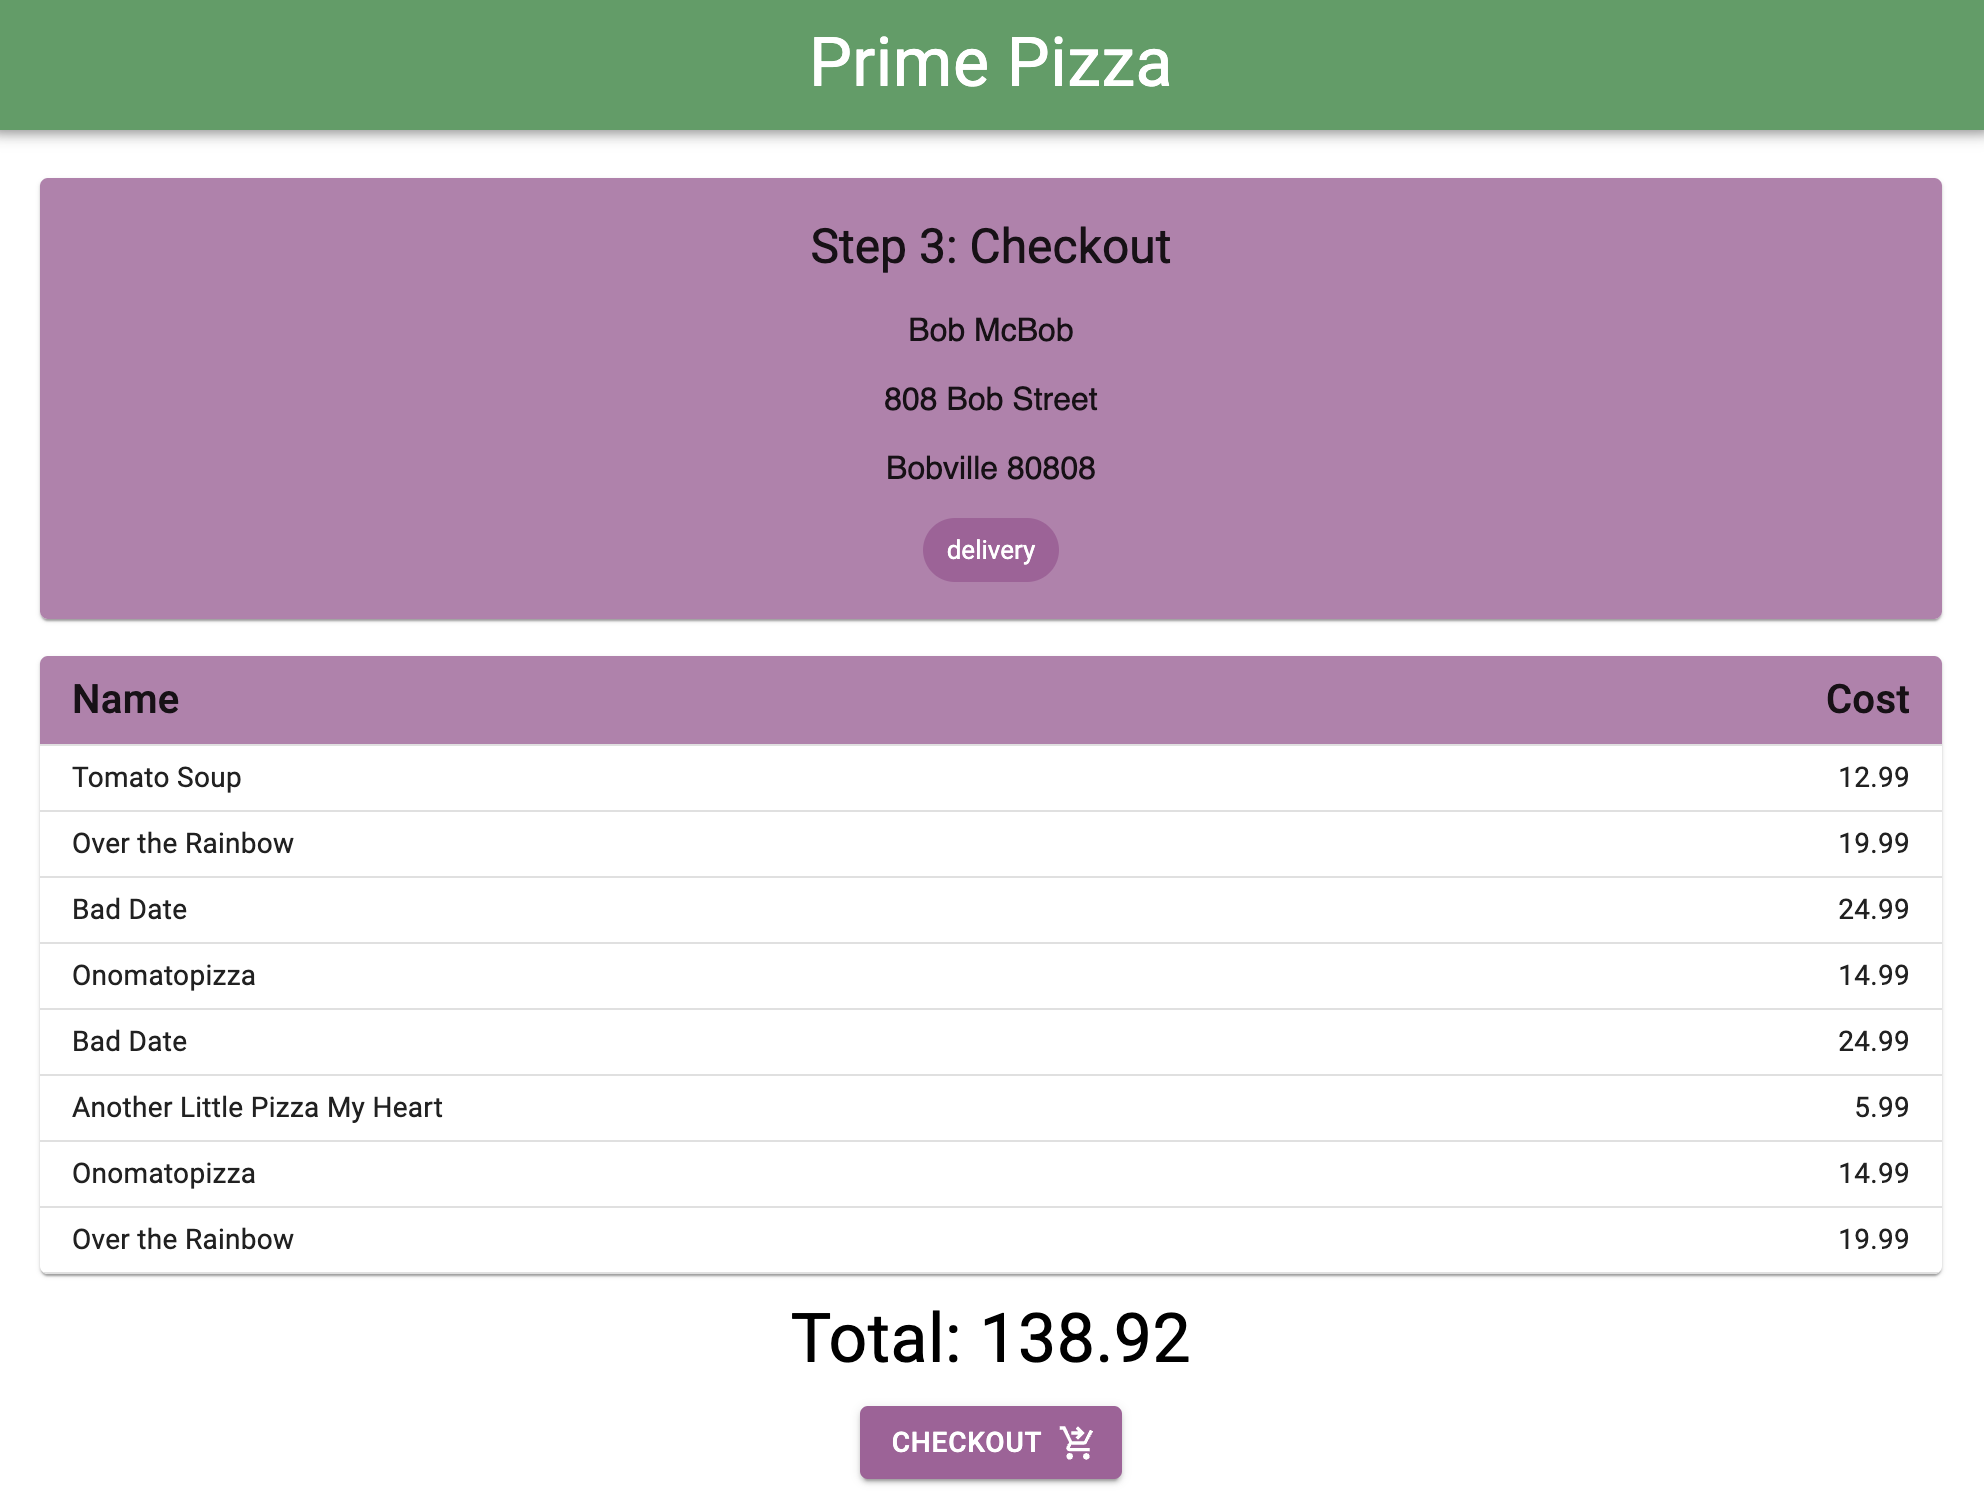 Prime Pizza
Step 3: Checkout
Bob McBob
808 Bob Street
Bobville 80808
delivery
Name Cost
Tomato Soup 12.99
Over the Rainbow 19.99
Bad Date 24.99
Onomatopizza 14.99
Bad Date 24.99
Another Little Pizza My Heart 5.99
Onomatopizza 14.99
Over the Rainbow 19.99
Total: 138.92
CHECKOUT